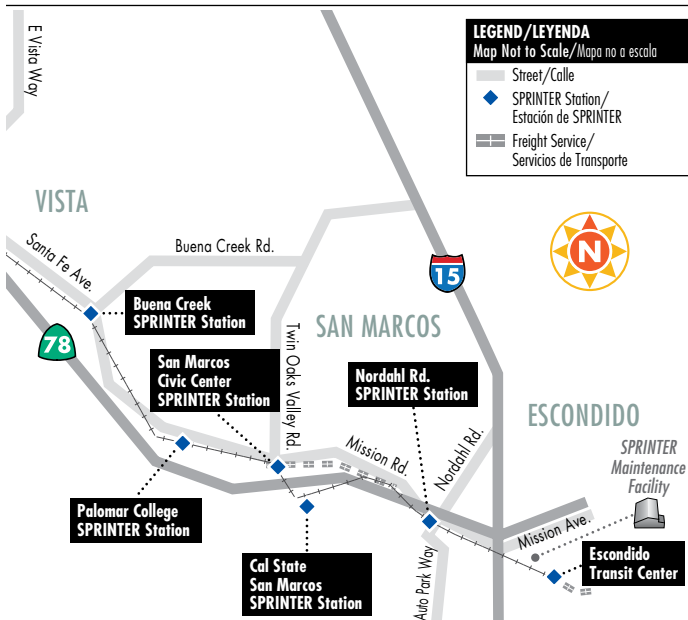 E Vista Way
LEGEND/LEYENDA
Map Not to Scale/Mapa no a escala
Street/Calle
SPRINTER Station/
Estación de SPRINTER
Freight Service/
Servicios de Transporte
VISTA
Santa Fe Ave.
Buena Creek Rd.
N
15
Buena Creek
SPRINTER Station
78
SAN MARCOS
Twin Oaks Valley Rd.
San Marcos
Civic Center
SPRINTER Station
Nordahl Rd.
SPRINTER Station
ESCONDIDO
Mission Rd.
Nordahl Rd.
SPRINTER
Maintenance
Facility
Palomar College
SPRINTER Station
Mission Ave.
Cal State
San Marcos
SPRINTER Station
Auto Park Way
Escondido
Transit Center